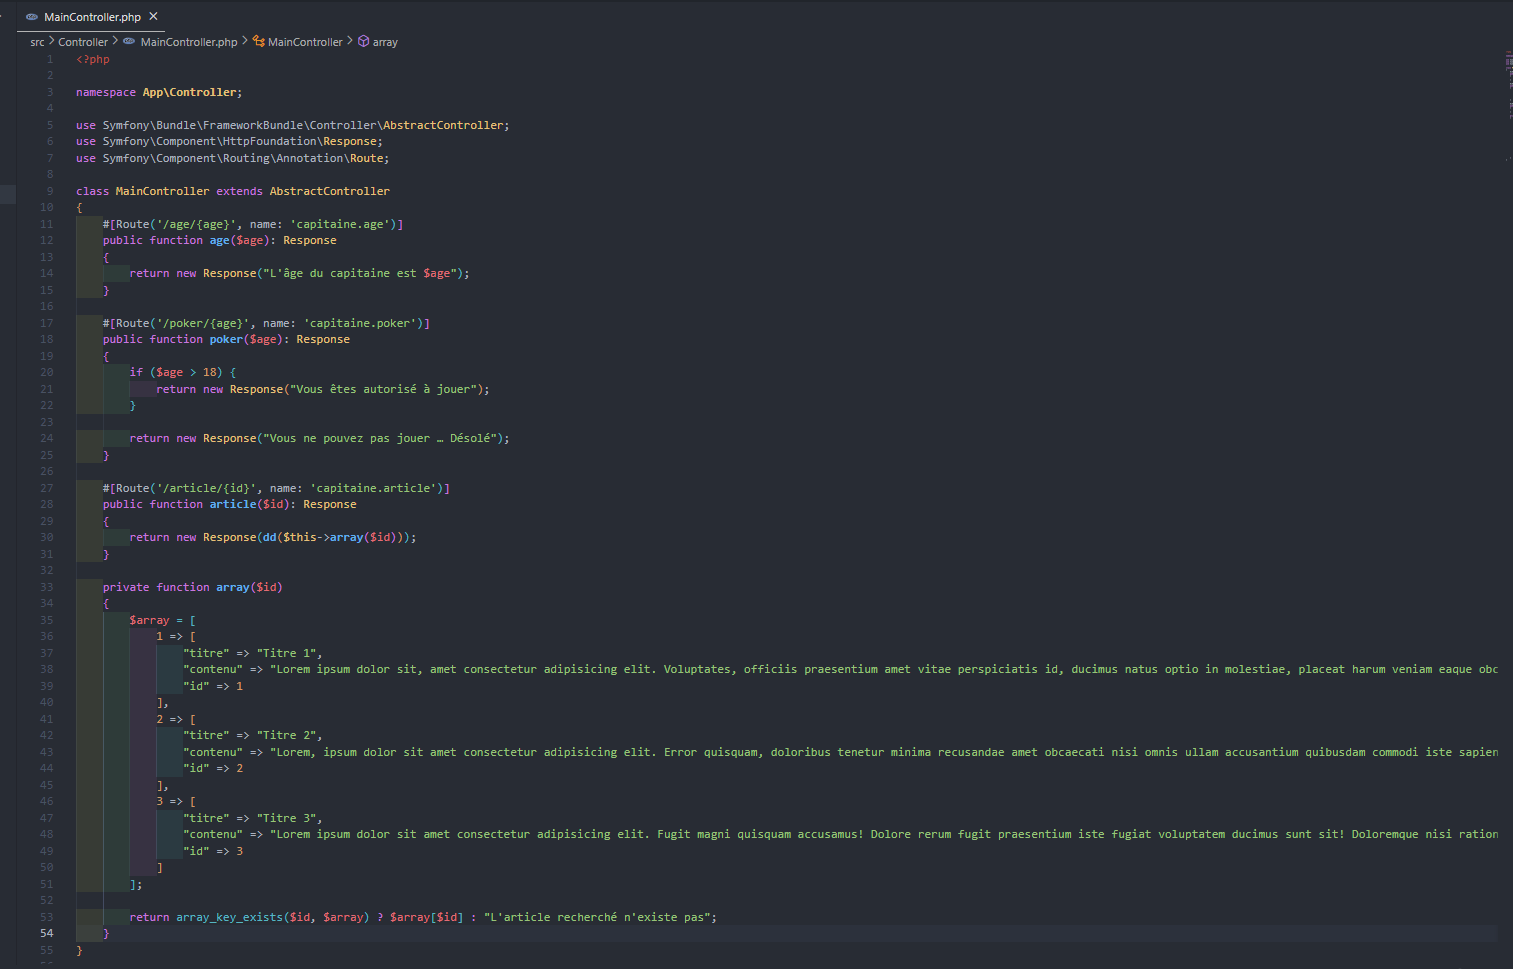 MainController.php ×
src > Controller > MainController.php > MainController > array
1 <?php
2
3 namespace App\Controller;
4
5 use Symfony\Bundle\FrameworkBundle\Controller\AbstractController;
6 use Symfony\Component\HttpFoundation\Response;
7 use Symfony\Component\Routing\Annotation\Route;
8
9 class MainController extends AbstractController
10 {
11     #[Route('/age/{age}', name: 'capitaine.age')]
12     public function age($age): Response
13     {
14         return new Response("L'âge du capitaine est $age");
15     }
16
17     #[Route('/poker/{age}', name: 'capitaine.poker')]
18     public function poker($age): Response
19     {
20         if ($age > 18) {
21             return new Response("Vous êtes autorisé à jouer");
22         }
23
24         return new Response("Vous ne pouvez pas jouer … Désolé");
25     }
26
27     #[Route('/article/{id}', name: 'capitaine.article')]
28     public function article($id): Response
29     {
30         return new Response(dd($this->array($id)));
31     }
32
33     private function array($id)
34     {
35         $array = [
36             1 => [
37                 "titre" => "Titre 1",
38                 "contenu" => "Lorem ipsum dolor sit, amet consectetur adipisicing elit. Voluptates, officiis praesentium amet vitae perspiciatis id, ducimus natus optio in molestiae, placeat harum veniam eaque obc
39                 "id" => 1
40             ],
41             2 => [
42                 "titre" => "Titre 2",
43                 "contenu" => "Lorem, ipsum dolor sit amet consectetur adipisicing elit. Error quisquam, doloribus tenetur minima recusandae amet obcaecati nisi omnis ullam accusantium quibusdam commodi iste sapien
44                 "id" => 2
45             ],
46             3 => [
47                 "titre" => "Titre 3",
48                 "contenu" => "Lorem ipsum dolor sit amet consectetur adipisicing elit. Fugit magni quisquam accusamus! Dolore rerum fugit praesentium iste fugiat voluptatem ducimus sunt sit! Doloremque nisi ration
49                 "id" => 3
50             ]
51         ];
52
53         return array_key_exists($id, $array) ? $array[$id] : "L'article recherché n'existe pas";
54     }
55 }